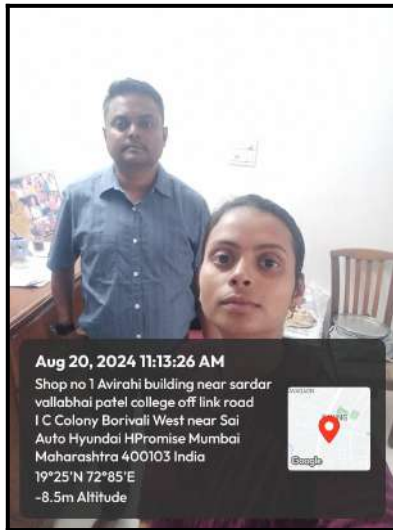 Aug 20, 2024 11:13:26 AM
Shop no 1 Avirahi building near sardar
vallabhai patel college off link road
I C Colony Borivali West near Sai
Auto Hyundai HPromise Mumbai
Maharashtra 400103 India
19°25'N 72°85'E
-8.5m Altitude
Google